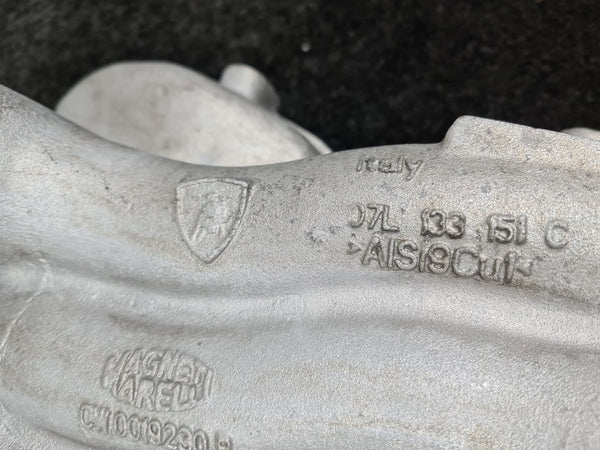 Italy
07L 133 151 C
>AlSi9Cu1<
MAGNETI
MARELLI